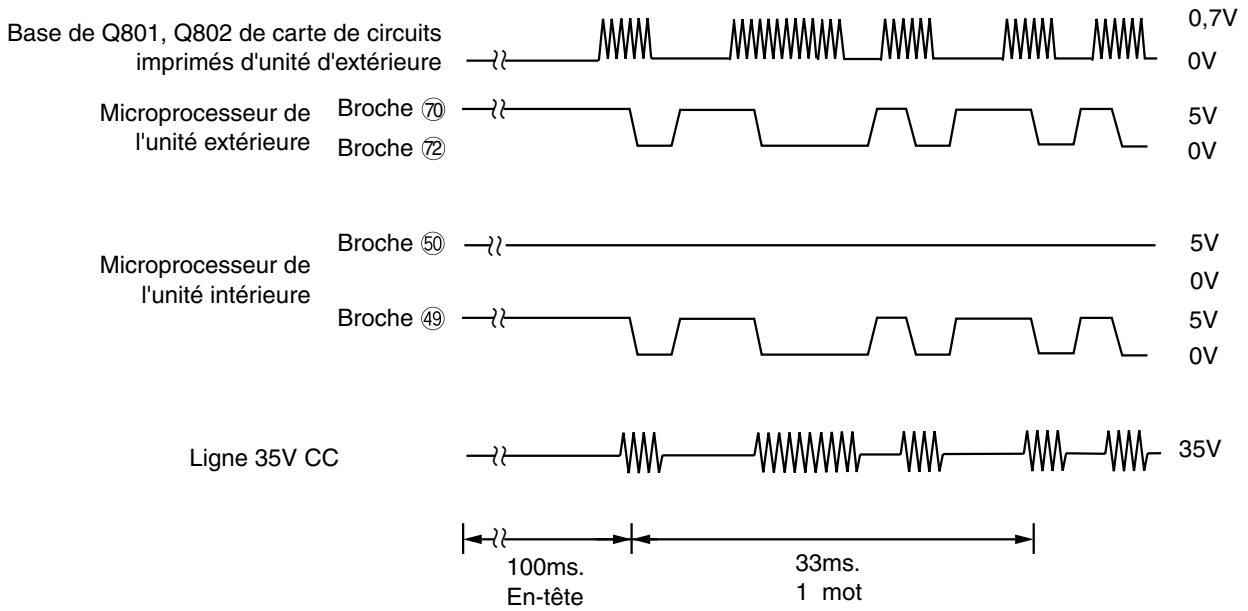 Base de Q801, Q802 de carte de circuits
imprimés d'unité d'extérieure
0,7V
0V
Microprocesseur de
l'unité extérieure
Broche 70
5V
Broche 72
0V
Microprocesseur de
l'unité intérieure
Broche 50
5V
0V
Broche 49
5V
0V
Ligne 35V CC
35V
100ms.
En-tête
33ms.
1 mot